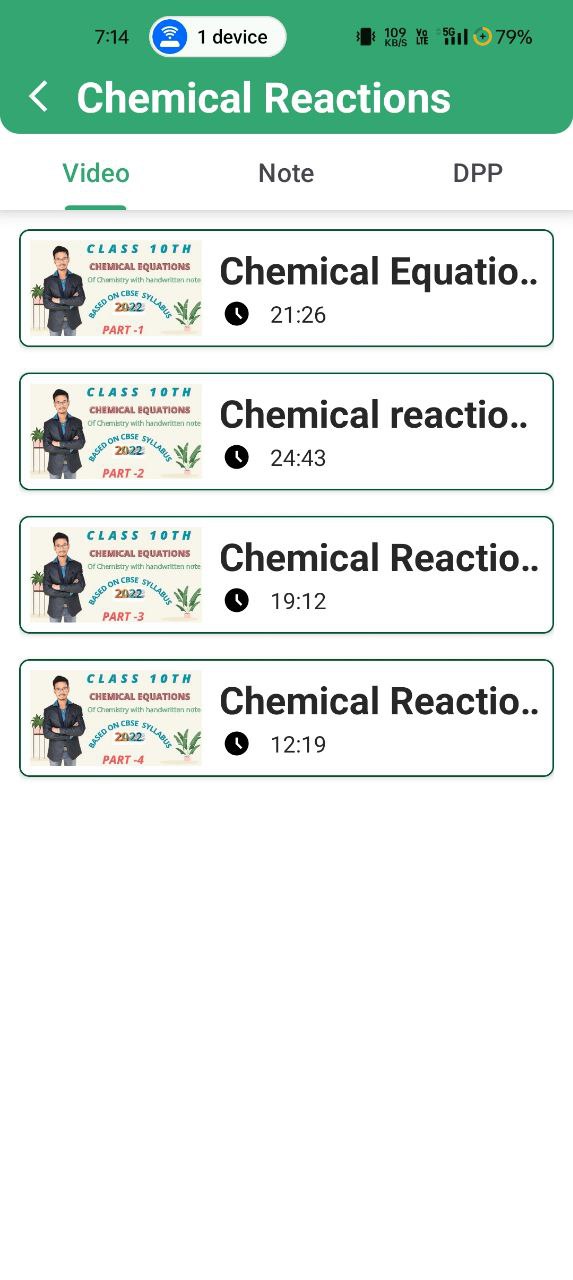 7:14
1 device
109
KB/S
Vo
LTE
5G
79%
Chemical Reactions
Video
Note
DPP
CLASS 10TH
CHEMICAL EQUATIONS
Of Chemistry with handwritten note
BASED ON CBSE SYLLABUS
2022
PART -1
Chemical Equatio..
21:26
CLASS 10TH
CHEMICAL EQUATIONS
Of Chemistry with handwritten note
BASED ON CBSE SYLLABUS
2022
PART -2
Chemical reactio..
24:43
CLASS 10TH
CHEMICAL EQUATIONS
Of Chemistry with handwritten note
BASED ON CBSE SYLLABUS
2022
PART -3
Chemical Reactio..
19:12
CLASS 10TH
CHEMICAL EQUATIONS
Of Chemistry with handwritten note
BASED ON CBSE SYLLABUS
2022
PART -4
Chemical Reactio..
12:19